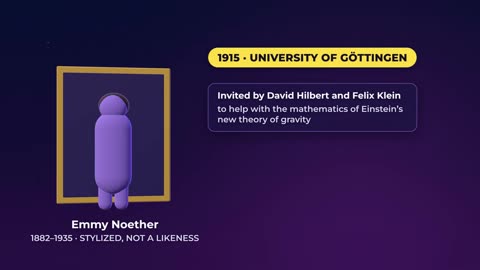 1915 · UNIVERSITY OF GÖTTINGEN
Invited by David Hilbert and Felix Klein
to help with the mathematics of Einstein’s
new theory of gravity
Emmy Noether
1882–1935 · STYLIZED, NOT A LIKENESS